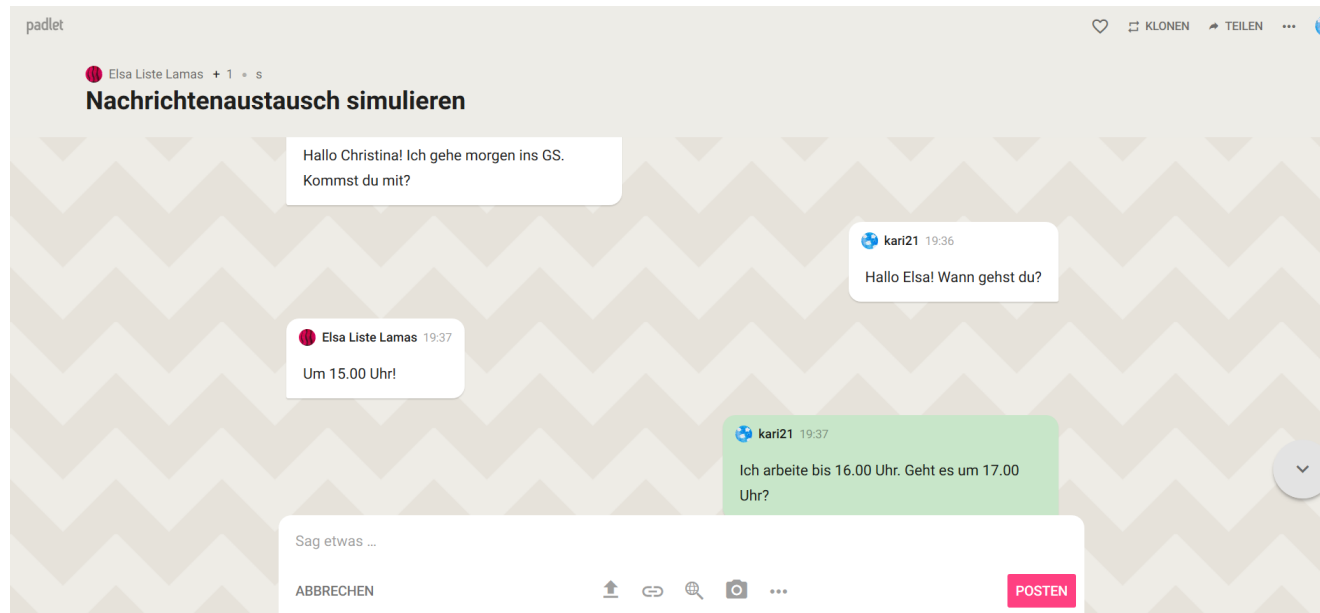 padlet
KLONEN
TEILEN
Elsa Liste Lamas + 1 • s
Nachrichtenaustausch simulieren
Hallo Christina! Ich gehe morgen ins GS.
Kommst du mit?
kari21 19:36
Hallo Elsa! Wann gehst du?
Elsa Liste Lamas 19:37
Um 15.00 Uhr!
kari21 19:37
Ich arbeite bis 16.00 Uhr. Geht es um 17.00
Uhr?
Sag etwas ...
ABBRECHEN
POSTEN